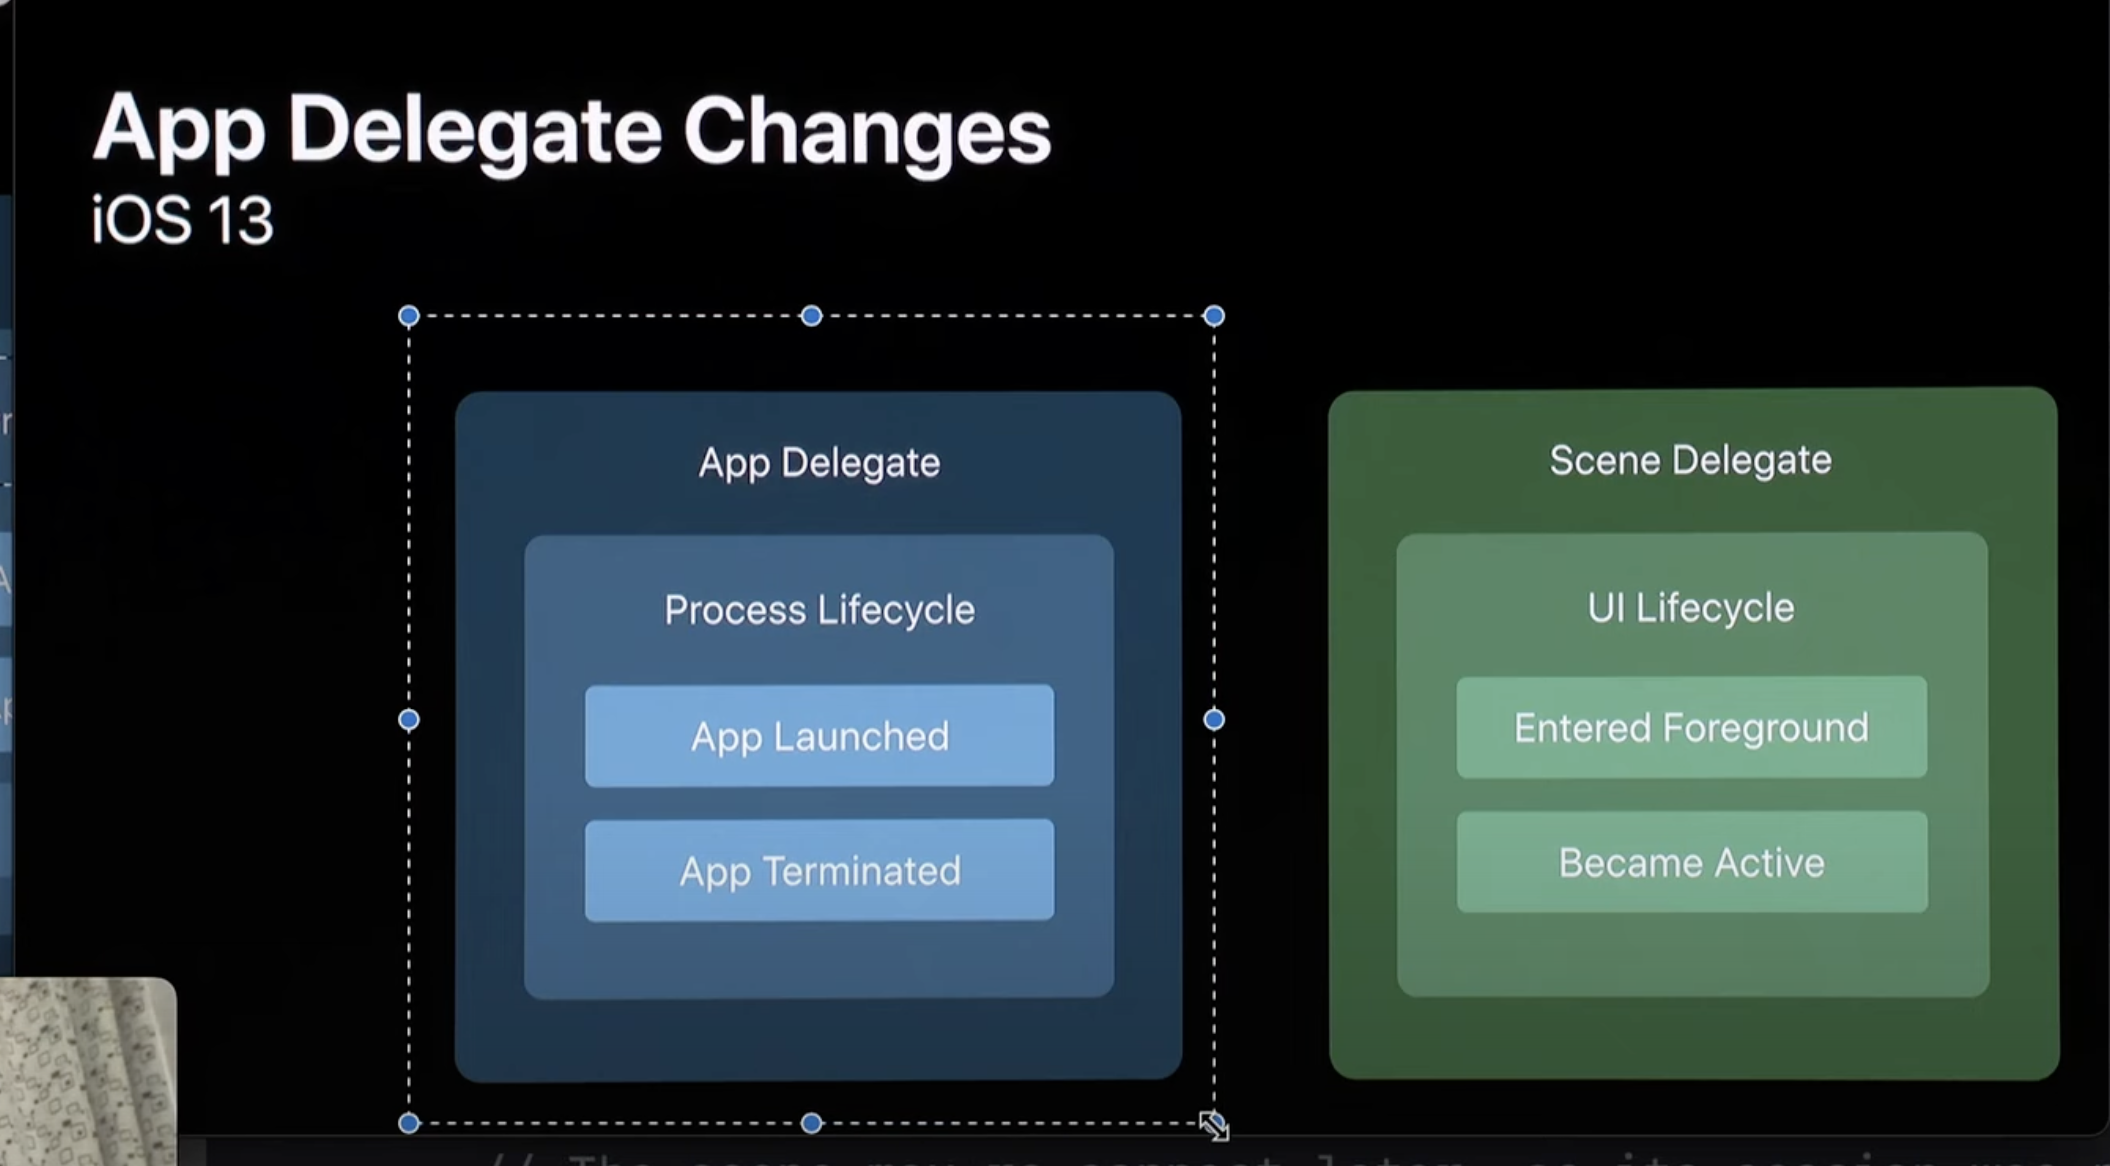 App Delegate Changes
iOS 13
App Delegate
Process Lifecycle
App Launched
App Terminated
Scene Delegate
UI Lifecycle
Entered Foreground
Became Active